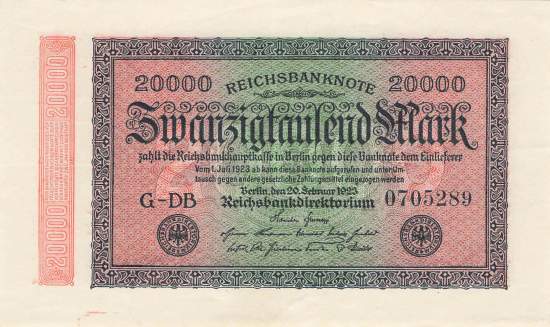 20000 REICHSBANKNOTE 20000
Zwanzigtausend Mark
zahlt die Reichsbankhauptkasse in Berlin gegen diese Banknote dem Einlieferer
Vom 1. Juli 1923 ab kann diese Banknote aufgerufen und unter Um-
tausch gegen andere gesetzliche Zahlungsmittel eingezogen werden
Berlin, den 20. Februar 1923
Reichsbankdirektorium
G-DB 0705289
20000
20000